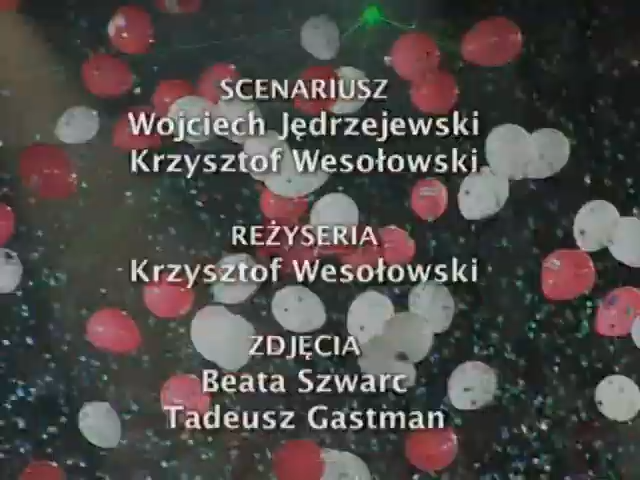 SCENARIUSZ
Wojciech Jędrzejewski
Krzysztof Wesołowski
REŻYSERIA
Krzysztof Wesołowski
ZDJĘCIA
Beata Szwarc
Tadeusz Gastman